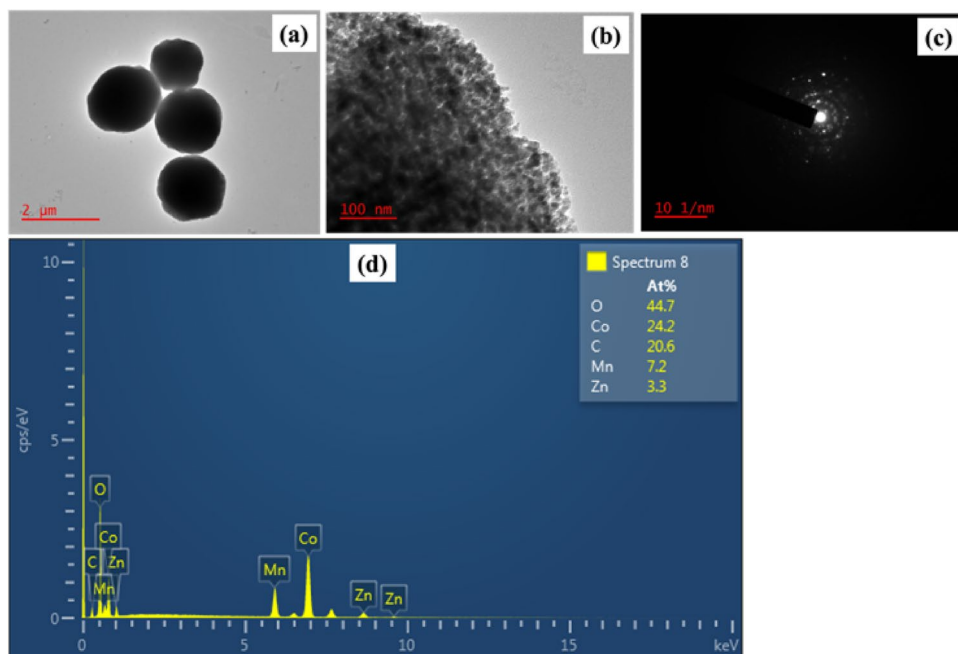 (a)
(b)
(c)
2 μm
100 nm
10 1/nm
(d)
Spectrum 8
At%
O 44.7
Co 24.2
C 20.6
Mn 7.2
Zn 3.3
10
5
0
cps/eV
O
Co
C
Zn
Mn
Mn
Co
Zn
Zn
0 5 10 15 keV